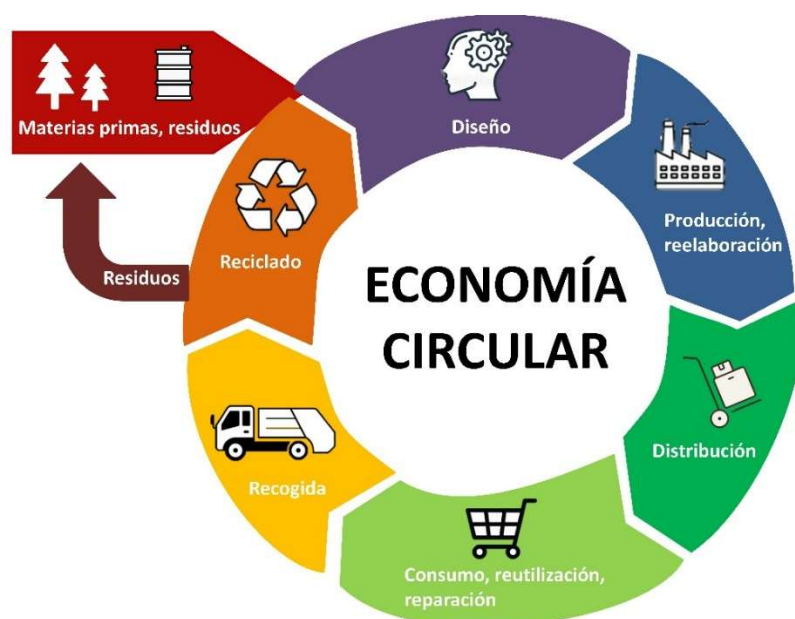 Materias primas, residuos
Diseño
Producción,
reelaboración
Distribución
Consumo, reutilización,
reparación
Recogida
Reciclado
Residuos
ECONOMÍA
CIRCULAR